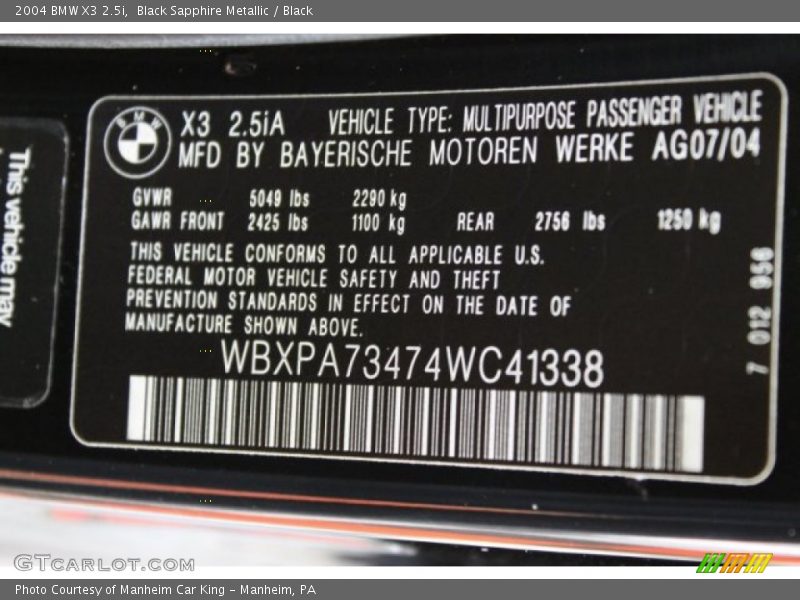 2004 BMW X3 2.5i, Black Sapphire Metallic / Black
This vehicle may
BMW
X3 2.5iA VEHICLE TYPE: MULTIPURPOSE PASSENGER VEHICLE
MFD BY BAYERISCHE MOTOREN WERKE AG07/04
GVWR 5049 lbs 2290 kg
GAWR FRONT 2425 lbs 1100 kg REAR 2756 lbs 1250 kg
THIS VEHICLE CONFORMS TO ALL APPLICABLE U.S.
FEDERAL MOTOR VEHICLE SAFETY AND THEFT
PREVENTION STANDARDS IN EFFECT ON THE DATE OF
MANUFACTURE SHOWN ABOVE.
WBXPA73474WC41338
7 012 956
GTCARLOT.COM
Photo Courtesy of Manheim Car King - Manheim, PA